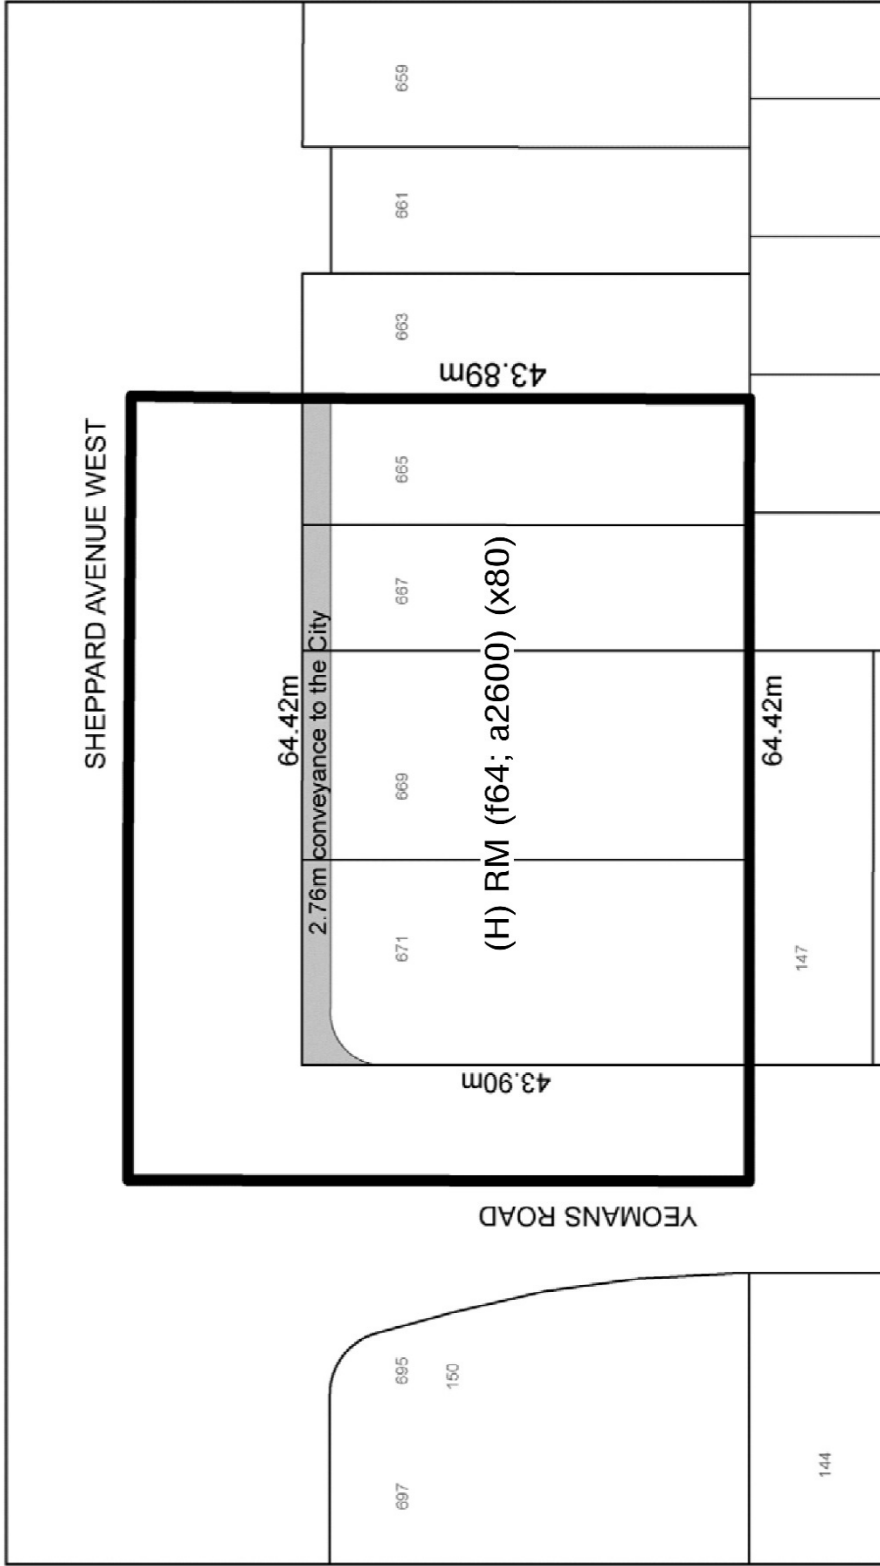 SHEPPARD AVENUE WEST
64.42m
2.76m conveyance to the City
697
695
671
669
667
665
663
661
659
150
43.90m
(H) RM (f64; a2600) (x80)
43.89m
YEOMANS ROAD
64.42m
147
144